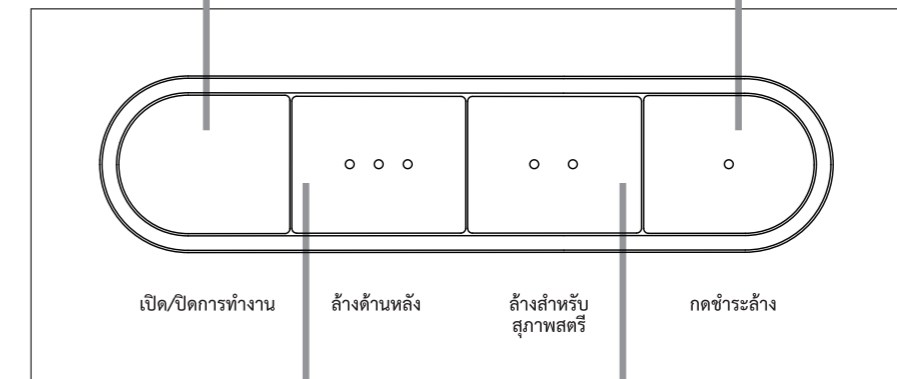 เปิด/ปิดการทำงาน
ล้างด้านหลัง
ล้างสำหรับ
สุภาพสตรี
กดชำระล้าง